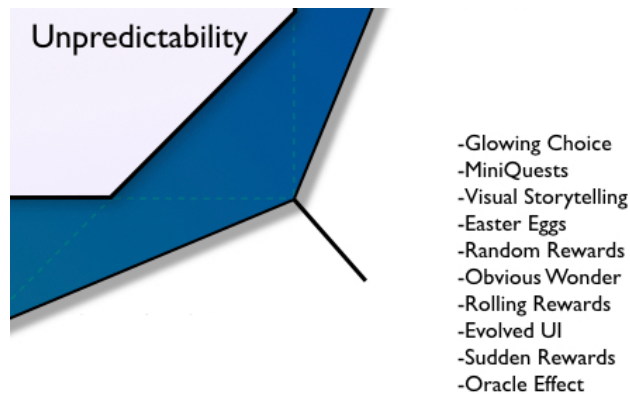 Unpredictability
-Glowing Choice
-MiniQuests
-Visual Storytelling
-Easter Eggs
-Random Rewards
-Obvious Wonder
-Rolling Rewards
-Evolved UI
-Sudden Rewards
-Oracle Effect